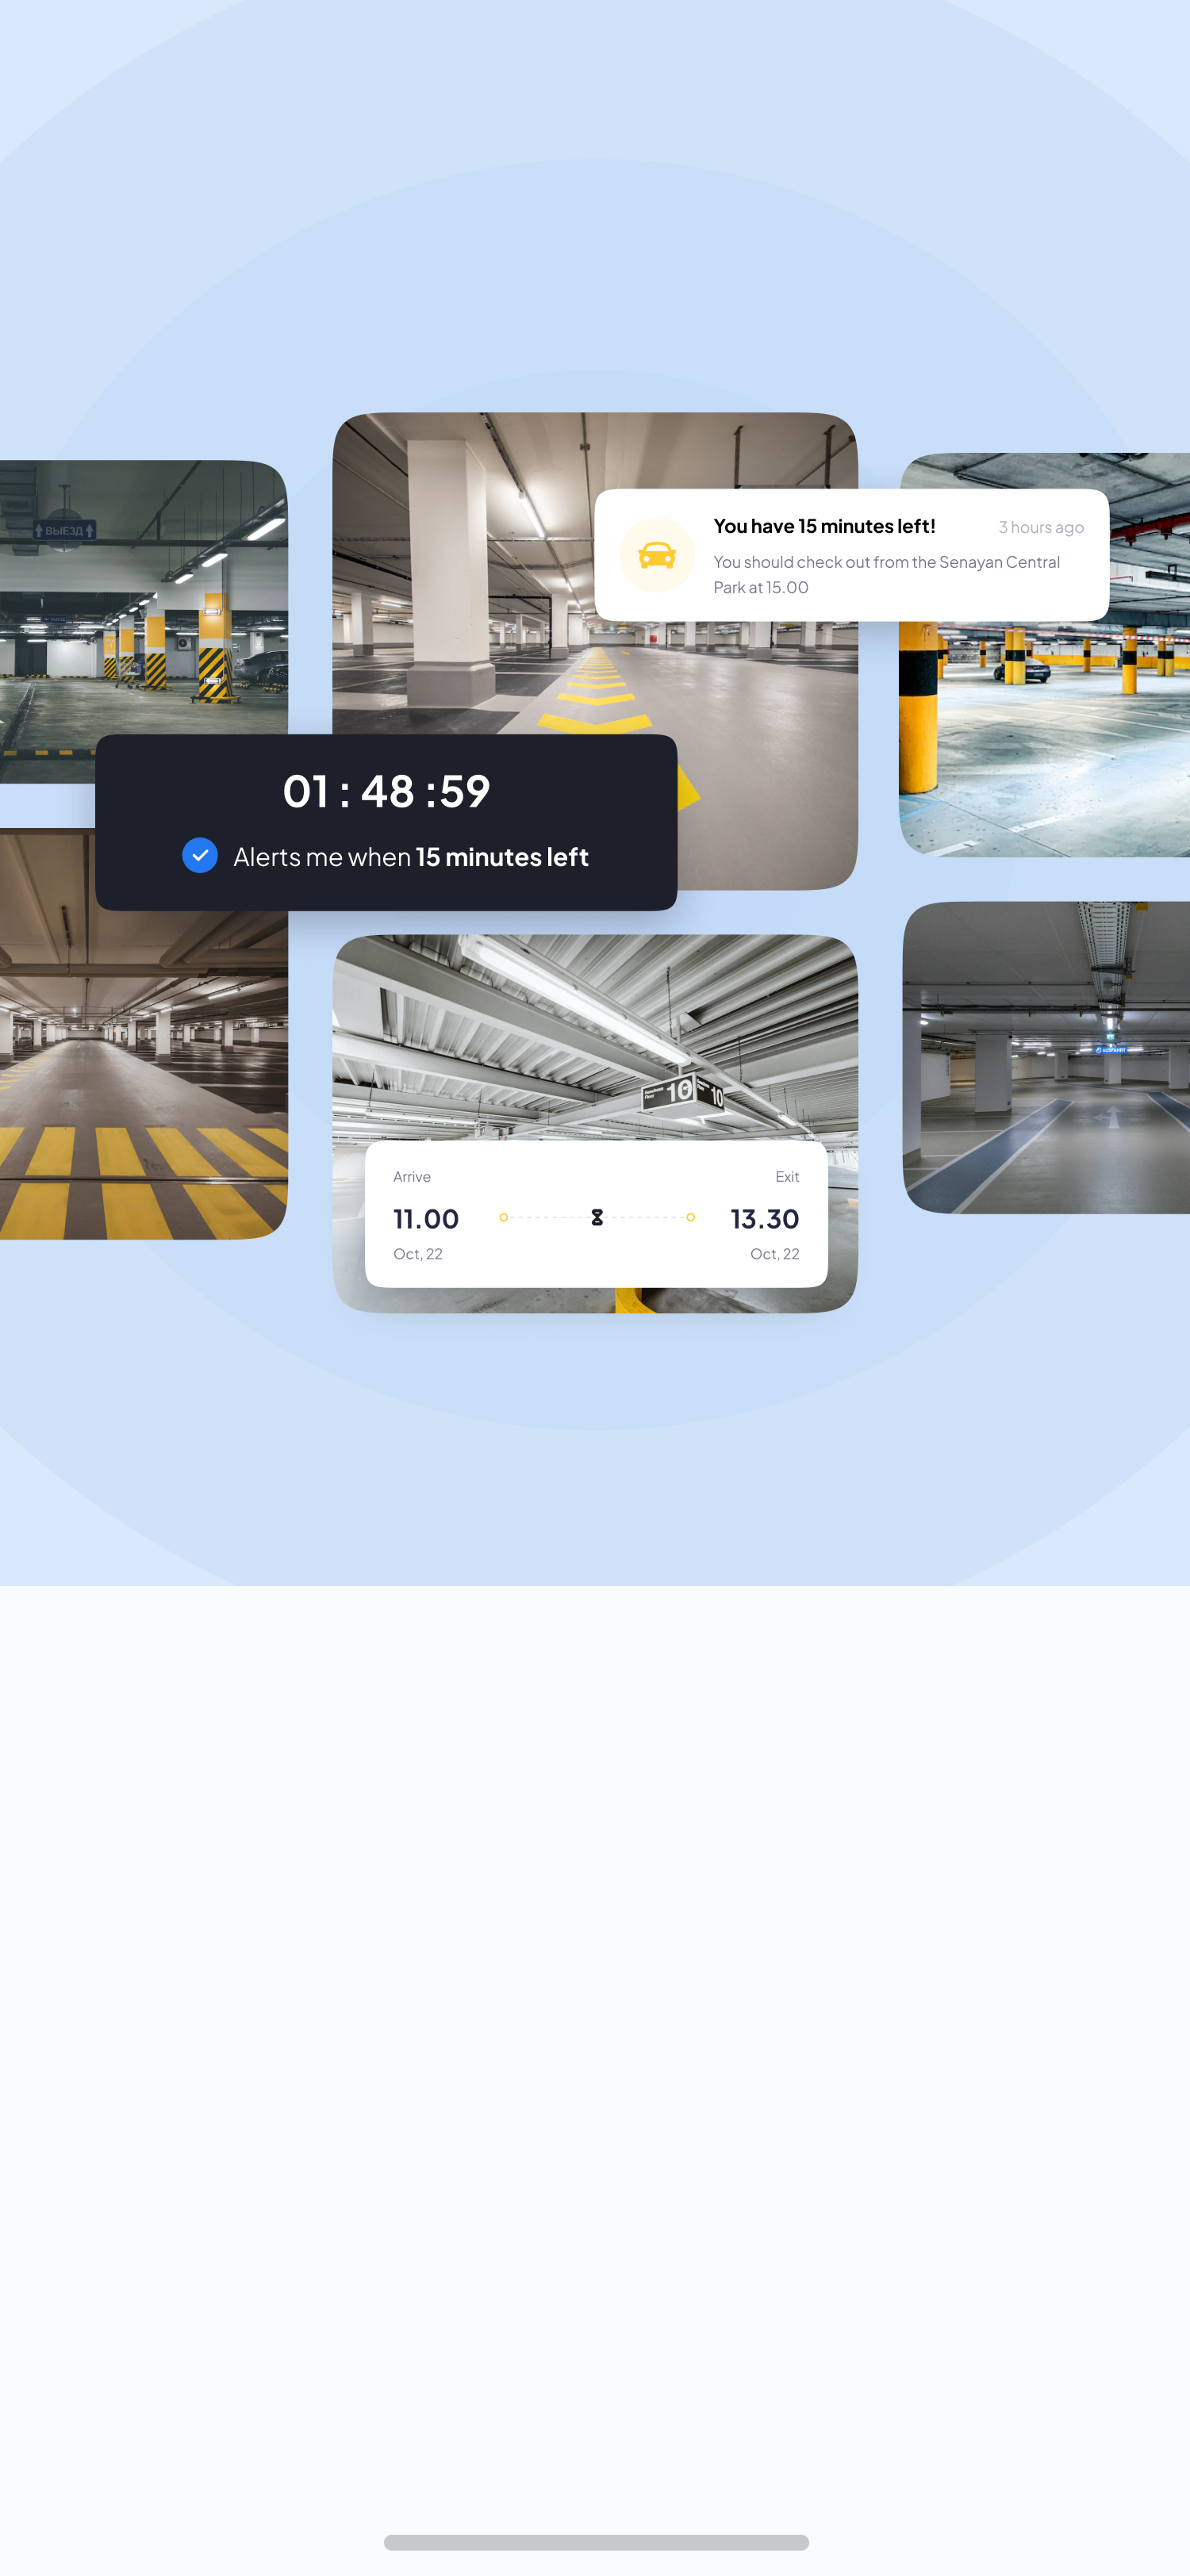 ВЫЕЗД
You have 15 minutes left!
3 hours ago
You should check out from the Senayan Central
Park at 15.00
01 : 48 :59
Alerts me when 15 minutes left
AUSFAHRT
10
10
Arrive
Exit
11.00
13.30
Oct, 22
Oct, 22